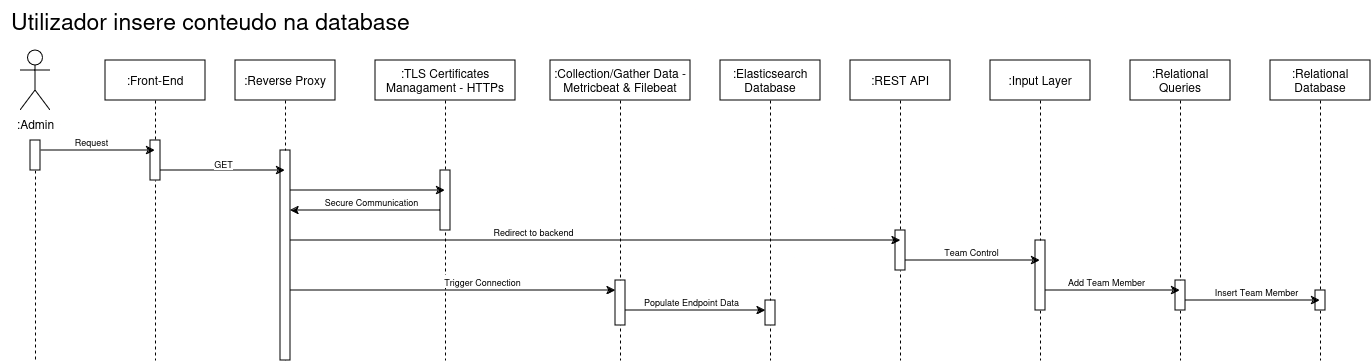 Utilizador insere conteudo na database
:Admin
:Front-End
:Reverse Proxy
:TLS Certificates
Managament - HTTPs
:Collection/Gather Data -
Metricbeat & Filebeat
:Elasticsearch
Database
:REST API
:Input Layer
:Relational
Queries
:Relational
Database
Request
GET
Secure Communication
Redirect to backend
Team Control
Trigger Connection
Add Team Member
Insert Team Member
Populate Endpoint Data